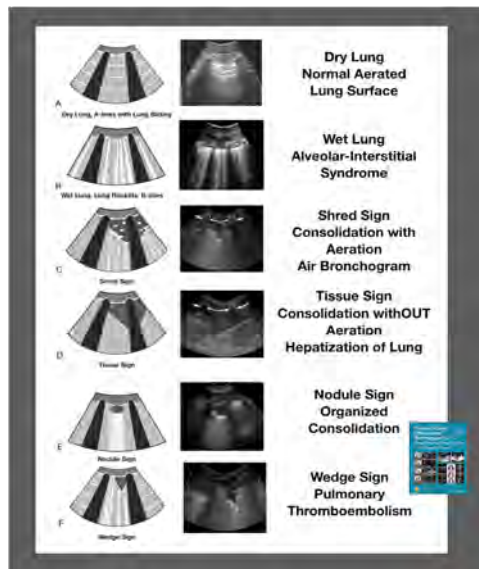 Dry Lung
Normal Aerated
Lung Surface
A
Dry Lung, A-lines with Lung Sliding
Wet Lung
Alveolar-Interstitial
Syndrome
B
Wet Lung, Lung Rockets, B-lines
Shred Sign
Consolidation with
Aeration
Air Bronchogram
C
Shred Sign
Tissue Sign
Consolidation withOUT
Aeration
Hepatization of Lung
D
Tissue Sign
Nodule Sign
Organized
Consolidation
E
Nodule Sign
Wedge Sign
Pulmonary
Thromboembolism
F
Wedge Sign